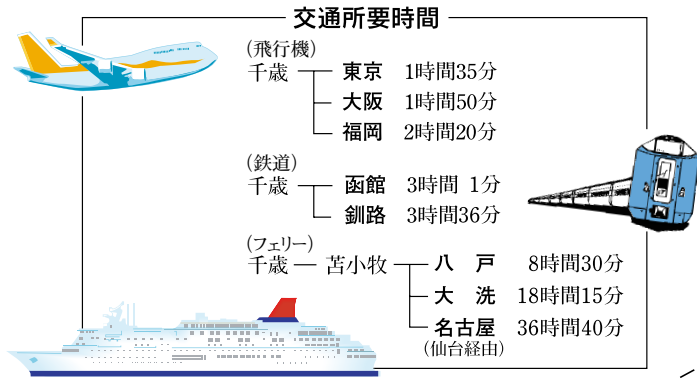 交通所要時間
(飛行機)
千歳 東京 1時間35分
大阪 1時間50分
福岡 2時間20分
(鉄道)
千歳 函館 3時間 1分
釧路 3時間36分
(フェリー)
千歳 苫小牧 八 戸 8時間30分
大 洗 18時間15分
名古屋 36時間40分
(仙台経由)